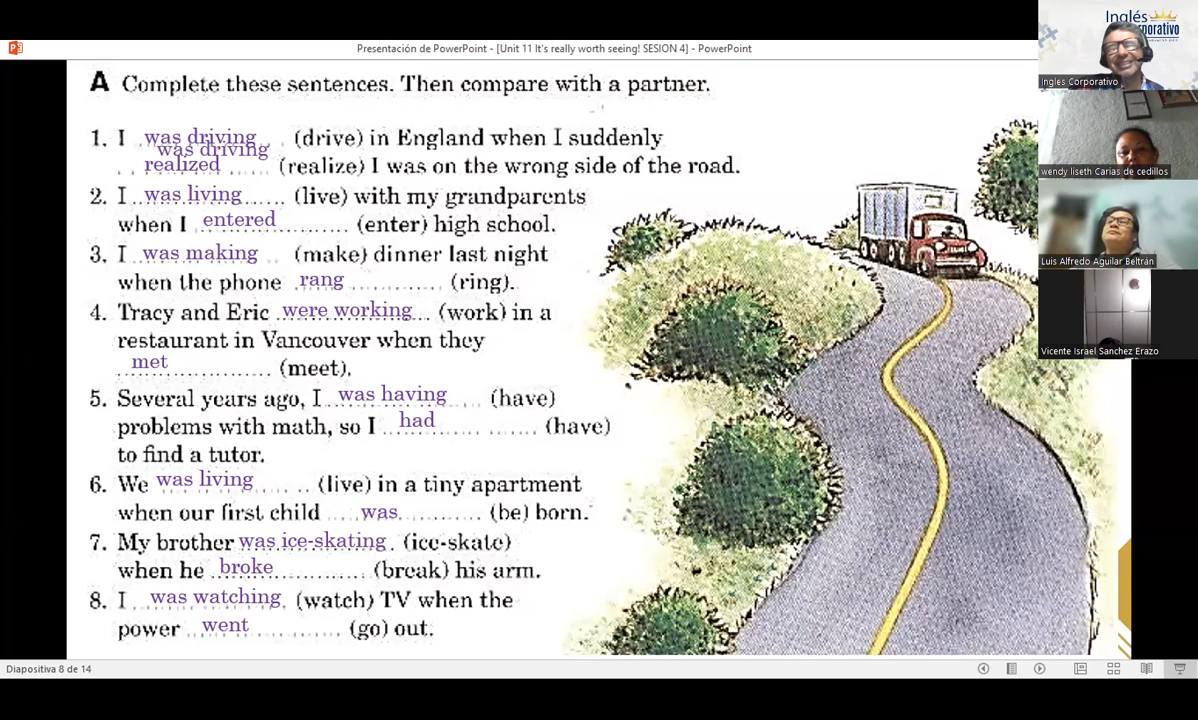 Presentación de PowerPoint - [Unit 11 It's really worth seeing! SESION 4] - PowerPoint
Inglés
corporativo
Inglés Corporativo
wendy liseth Carias de cedillos
Luis Alfredo Aguilar Beltrán
Vicente Israel Sanchez Erazo
A Complete these sentences. Then compare with a partner.
1. I was driving (drive) in England when I suddenly
was driving
realized (realize) I was on the wrong side of the road.
2. I was living (live) with my grandparents
when I entered (enter) high school.
3. I was making (make) dinner last night
when the phone rang (ring).
4. Tracy and Eric were working (work) in a
restaurant in Vancouver when they
met (meet).
5. Several years ago, I was having (have)
problems with math, so I had (have)
to find a tutor.
6. We was living (live) in a tiny apartment
when our first child was (be) born.
7. My brother was ice-skating (ice-skate)
when he broke (break) his arm.
8. I was watching (watch) TV when the
power went (go) out.
Diapositiva 8 de 14